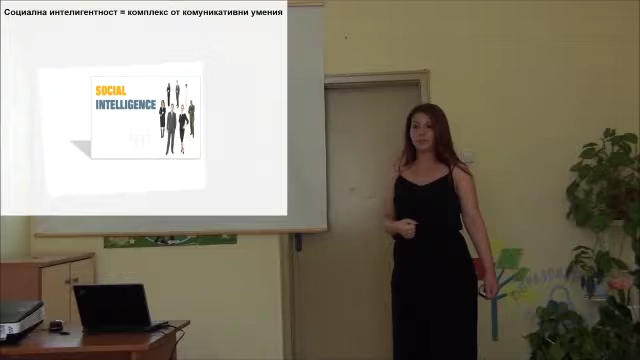 Социална интелигентност = комплекс от комуникативни умения
SOCIAL
INTELLIGENCE